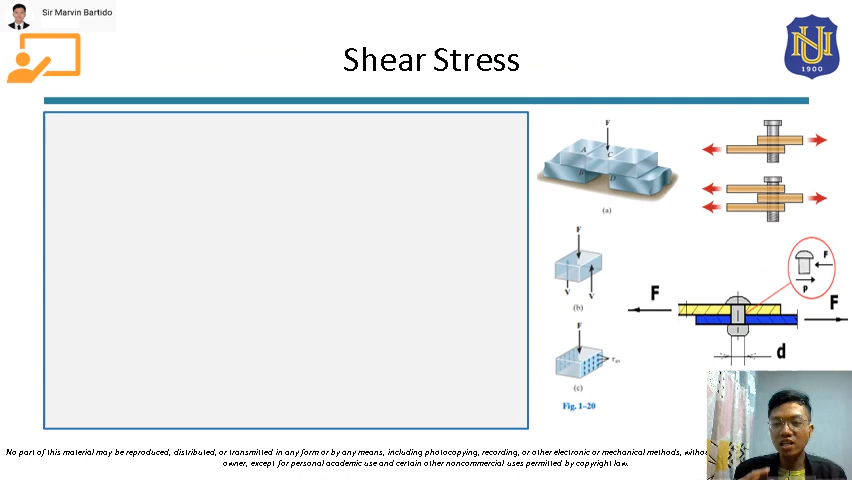 Sir Marvin Bartido
Shear Stress
NU
1900
F
A
C
B
D
(a)
F
V
V
(b)
F
(c)
Fig. 1–20
F
P
F
F
d
No part of this material may be reproduced, distributed, or transmitted in any form or by any means, including photocopying, recording, or other electronic or mechanical methods,
owner, except for personal academic use and certain other noncommercial uses permitted by copyright law.